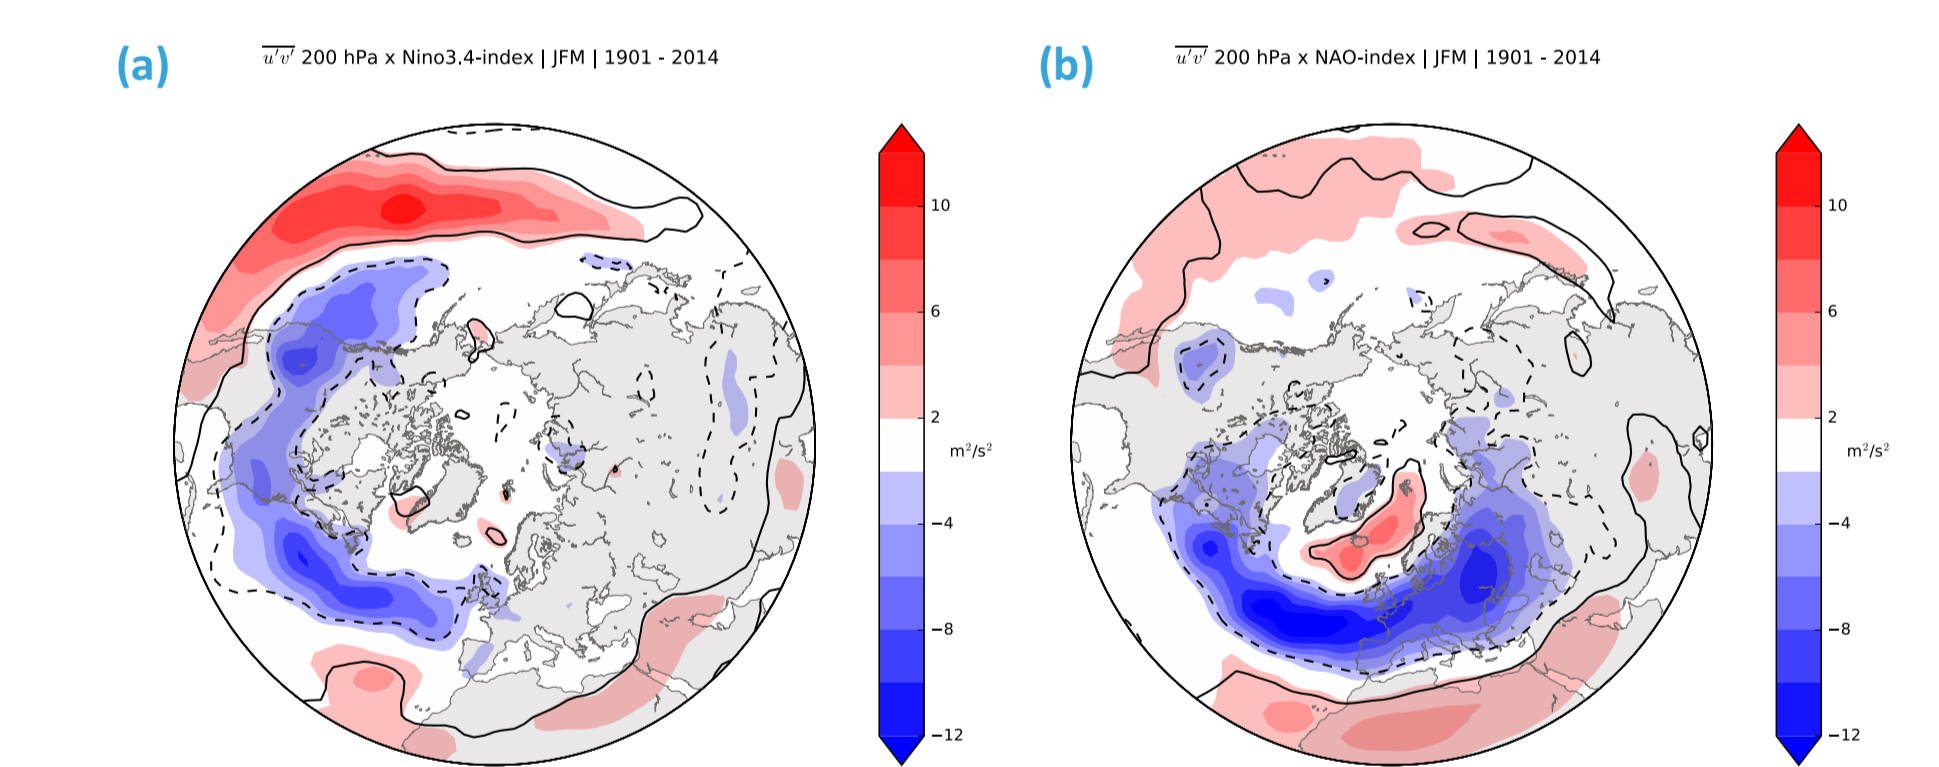 (a)
u'v' 200 hPa x Nino3.4-index | JFM | 1901 - 2014
10
6
2
m²/s²
−4
−8
−12
(b)
u'v' 200 hPa x NAO-index | JFM | 1901 - 2014
10
6
2
m²/s²
−4
−8
−12